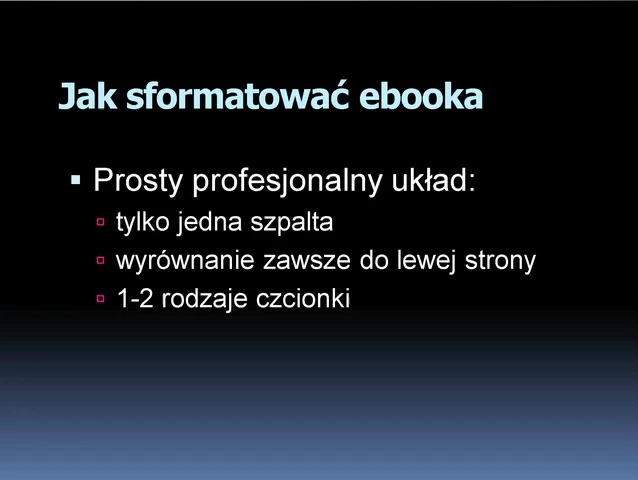 Jak sformatować ebooka
Prosty profesjonalny układ:
tylko jedna szpalta
wyrównanie zawsze do lewej strony
1-2 rodzaje czcionki